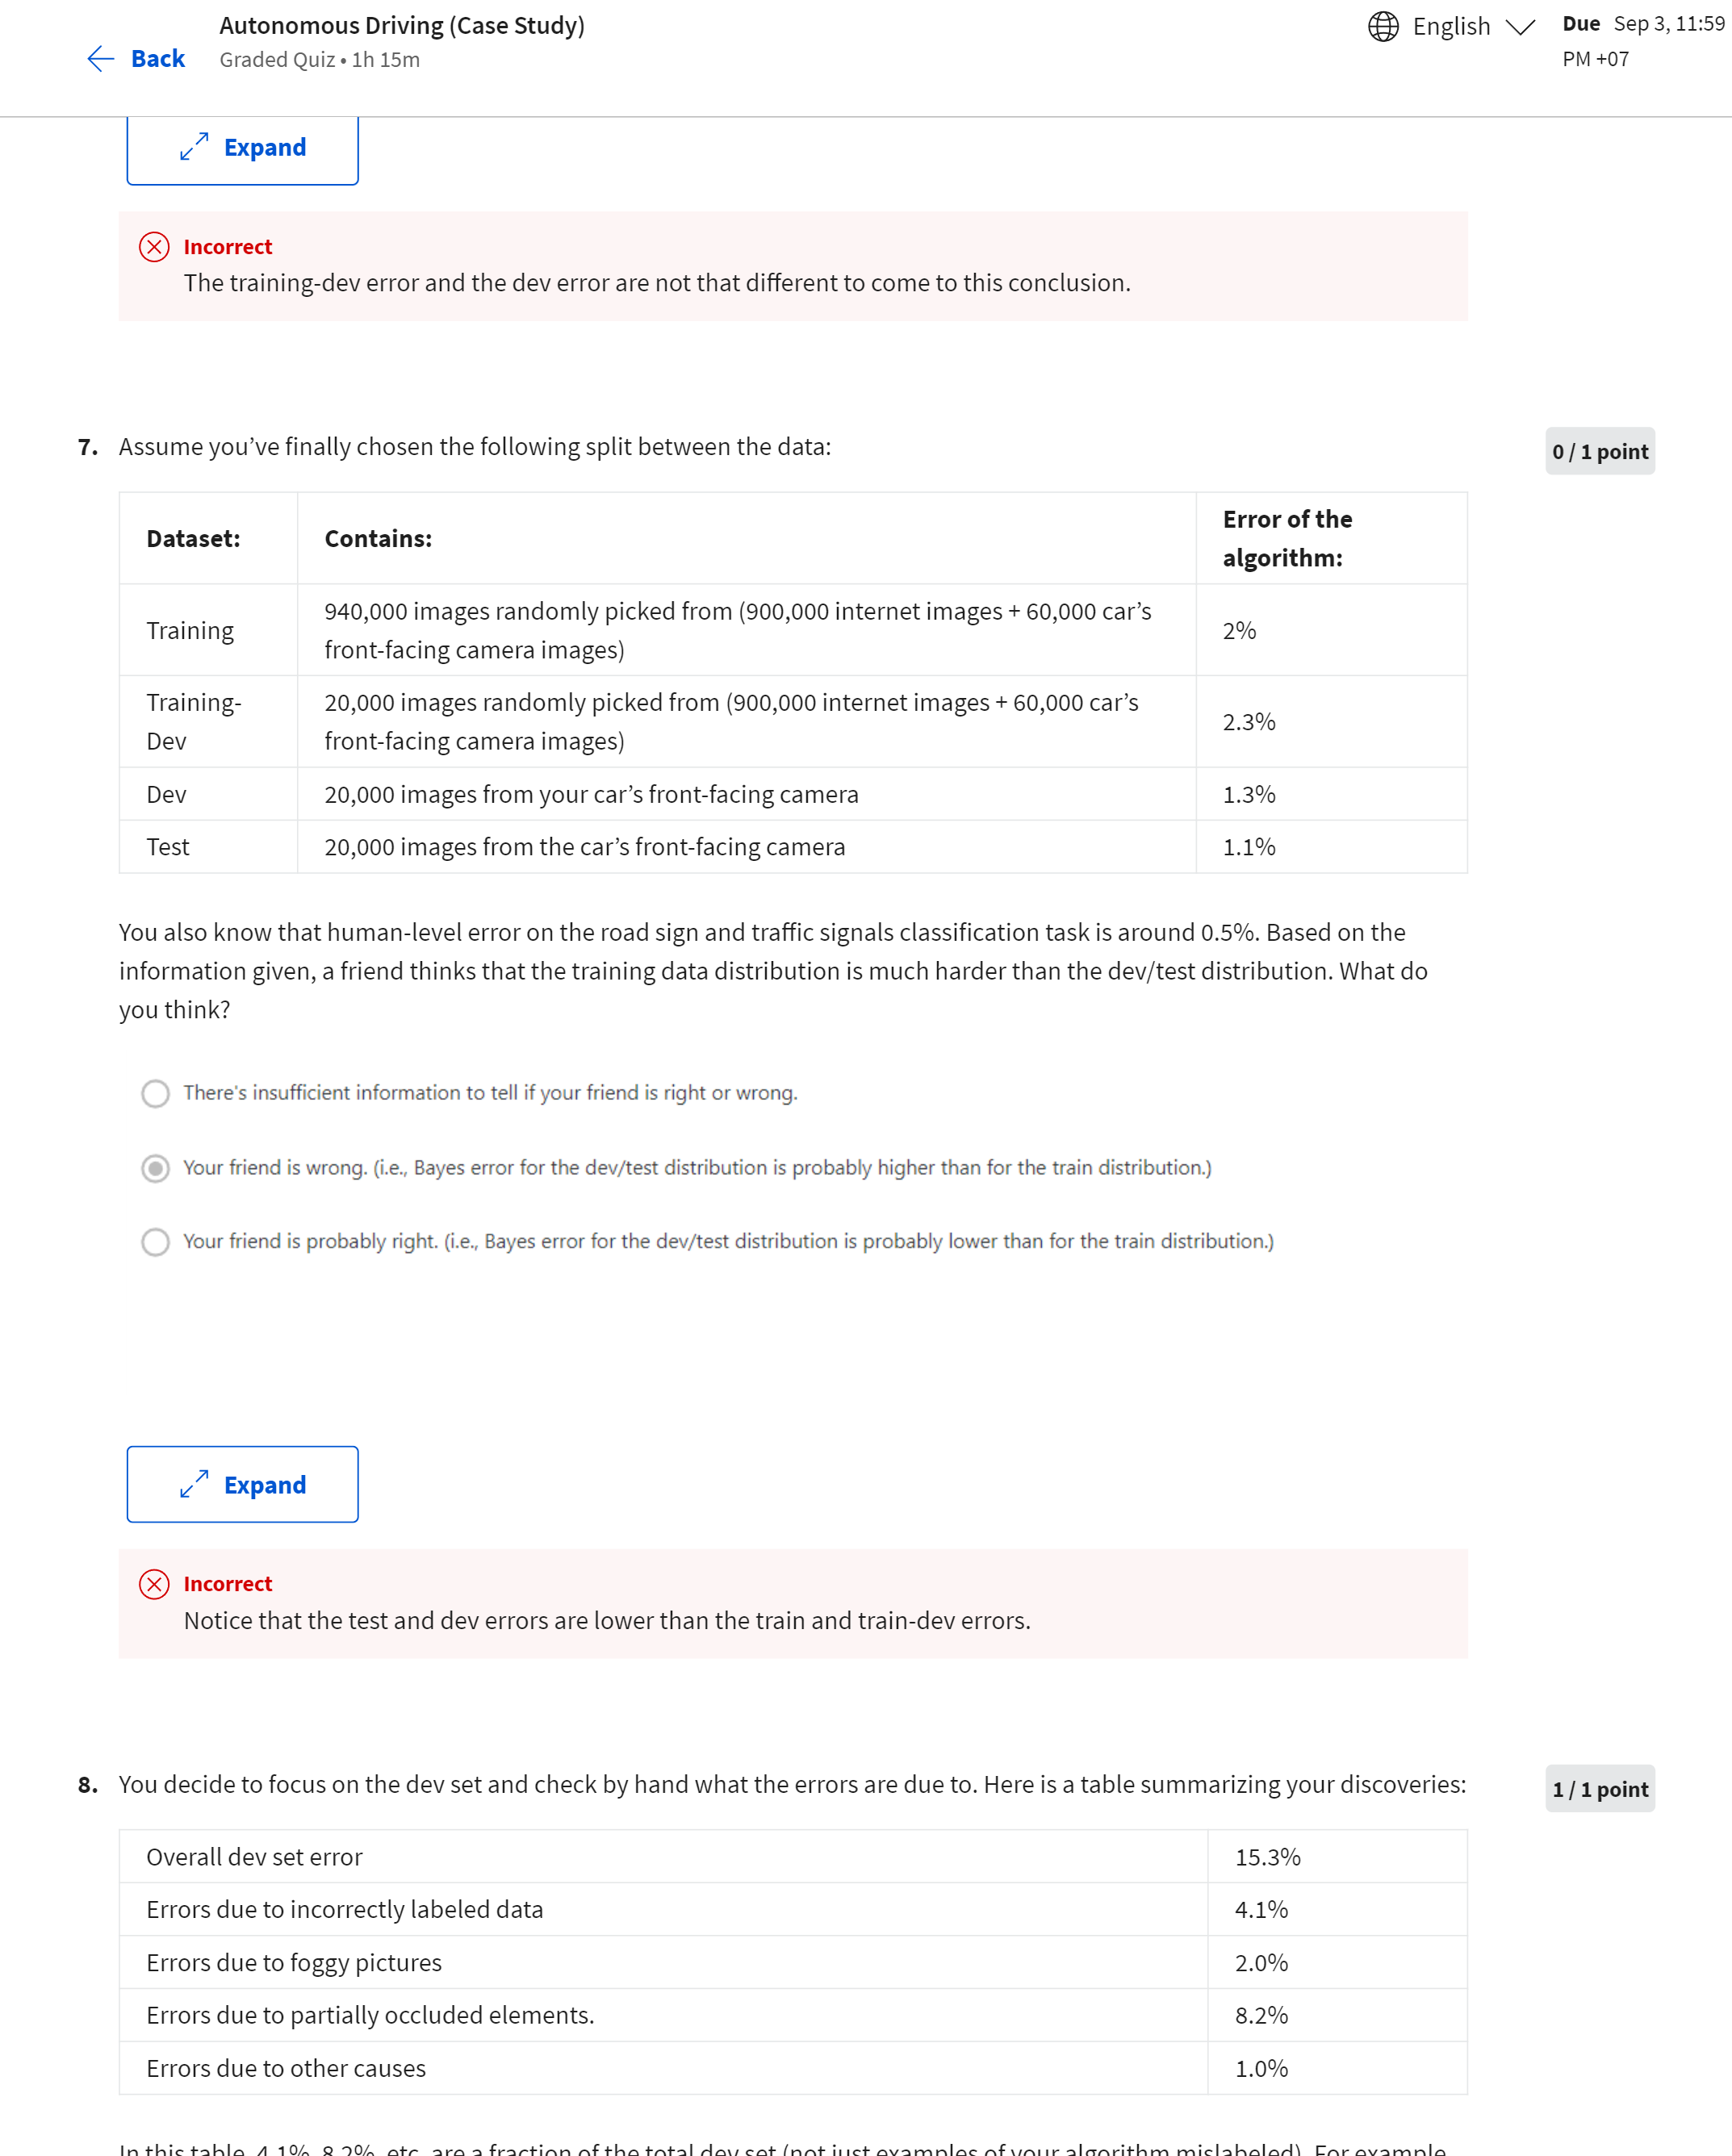 Autonomous Driving (Case Study)
Back
Graded Quiz • 1h 15m
English
Due Sep 3, 11:59
PM +07
Expand
Incorrect
The training-dev error and the dev error are not that different to come to this conclusion.
7. Assume you’ve finally chosen the following split between the data:
0 / 1 point
Dataset:
Contains:
Error of the
algorithm:
Training
940,000 images randomly picked from (900,000 internet images + 60,000 car’s
front-facing camera images)
2%
Training-
Dev
20,000 images randomly picked from (900,000 internet images + 60,000 car’s
front-facing camera images)
2.3%
Dev
20,000 images from your car’s front-facing camera
1.3%
Test
20,000 images from the car’s front-facing camera
1.1%
You also know that human-level error on the road sign and traffic signals classification task is around 0.5%. Based on the
information given, a friend thinks that the training data distribution is much harder than the dev/test distribution. What do
you think?
There's insufficient information to tell if your friend is right or wrong.
Your friend is wrong. (i.e., Bayes error for the dev/test distribution is probably higher than for the train distribution.)
Your friend is probably right. (i.e., Bayes error for the dev/test distribution is probably lower than for the train distribution.)
Expand
Incorrect
Notice that the test and dev errors are lower than the train and train-dev errors.
8. You decide to focus on the dev set and check by hand what the errors are due to. Here is a table summarizing your discoveries:
1 / 1 point
Overall dev set error
15.3%
Errors due to incorrectly labeled data
4.1%
Errors due to foggy pictures
2.0%
Errors due to partially occluded elements.
8.2%
Errors due to other causes
1.0%
In this table, 4.1%, 8.2%, etc. are a fraction of the total dev set (not just examples of your algorithm mislabeled). For example,